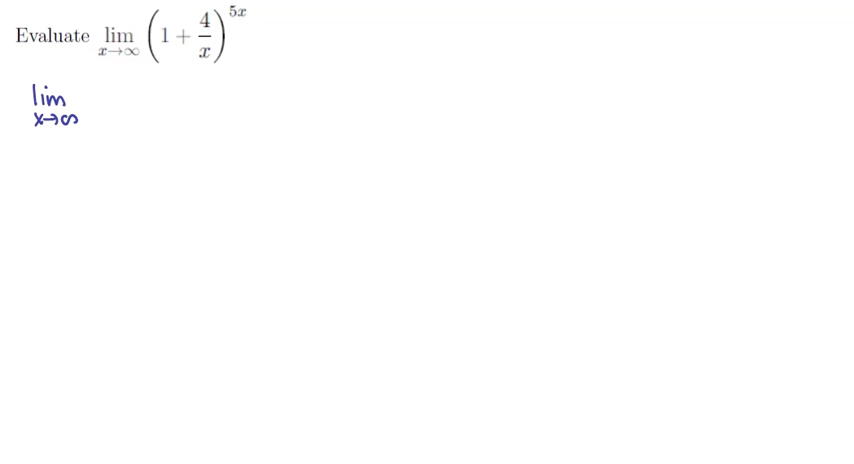 Evaluate lim x→∞ (1 + 4/x)^5x
lim
x→∞